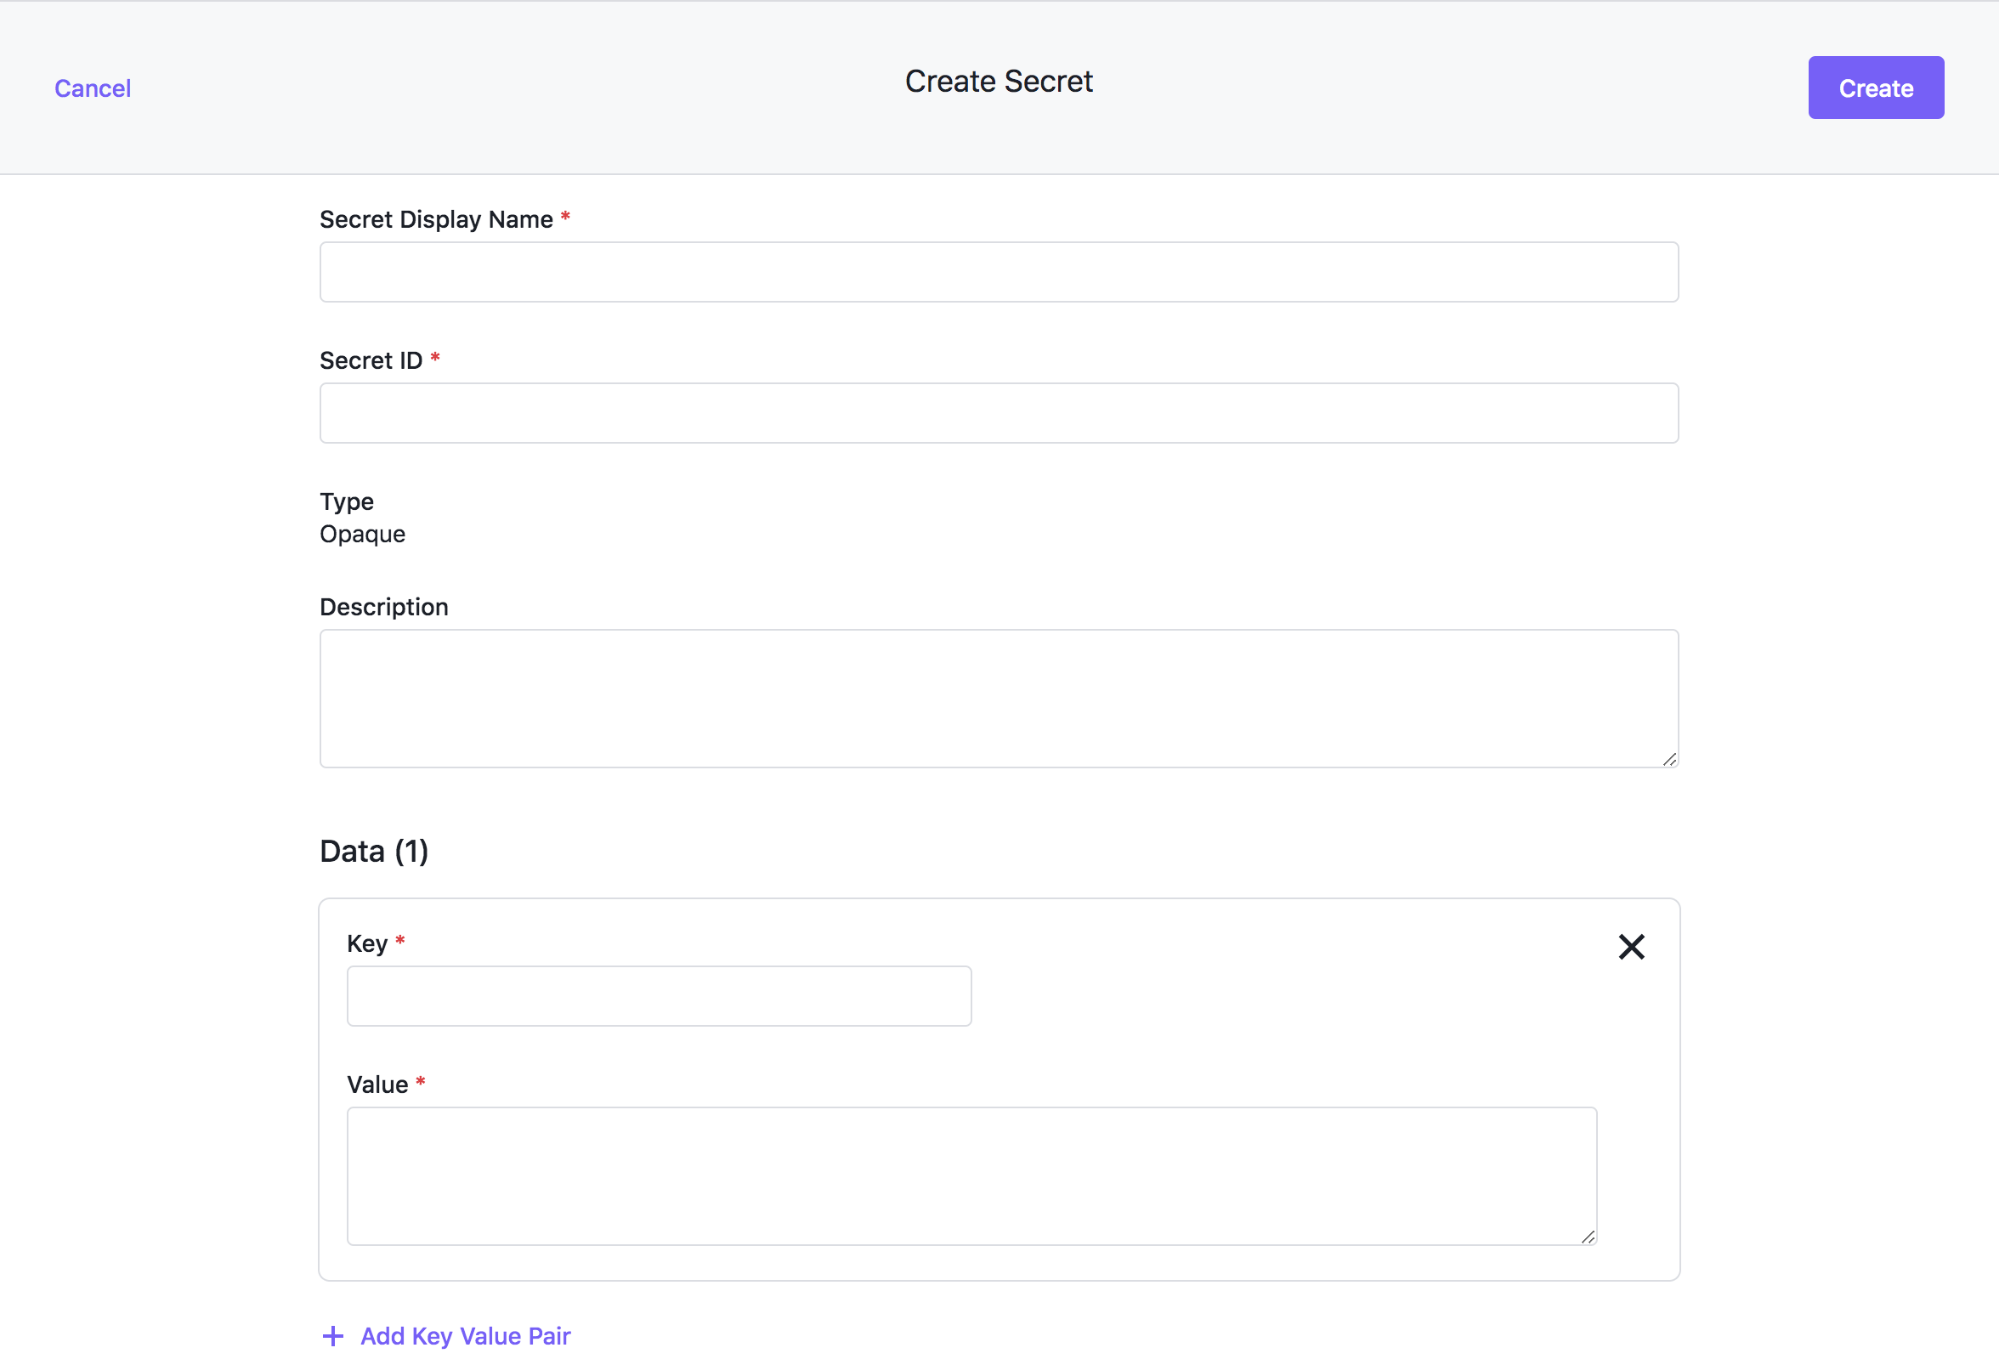 Cancel
Create Secret
Create
Secret Display Name *
Secret ID *
Type
Opaque
Description
Data (1)
Key *
Value *
Add Key Value Pair